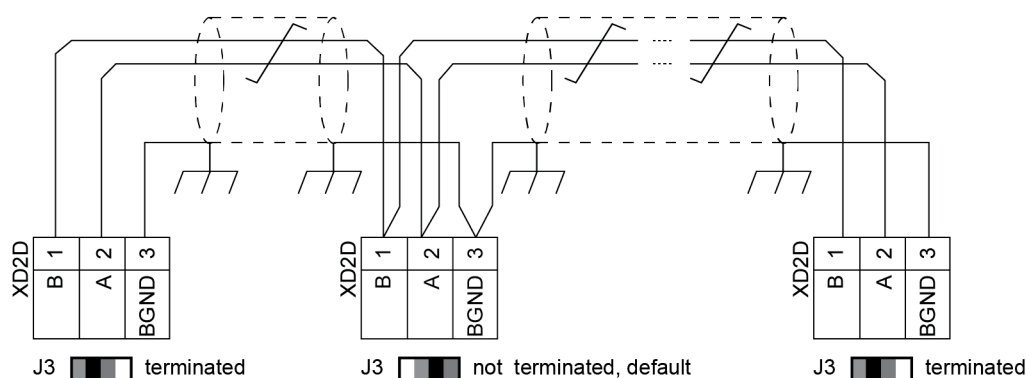 XD2D 1 2 3
B A BGND
J3 terminated
XD2D 1 2 3
B A BGND
J3 not terminated, default
XD2D 1 2 3
B A BGND
J3 terminated